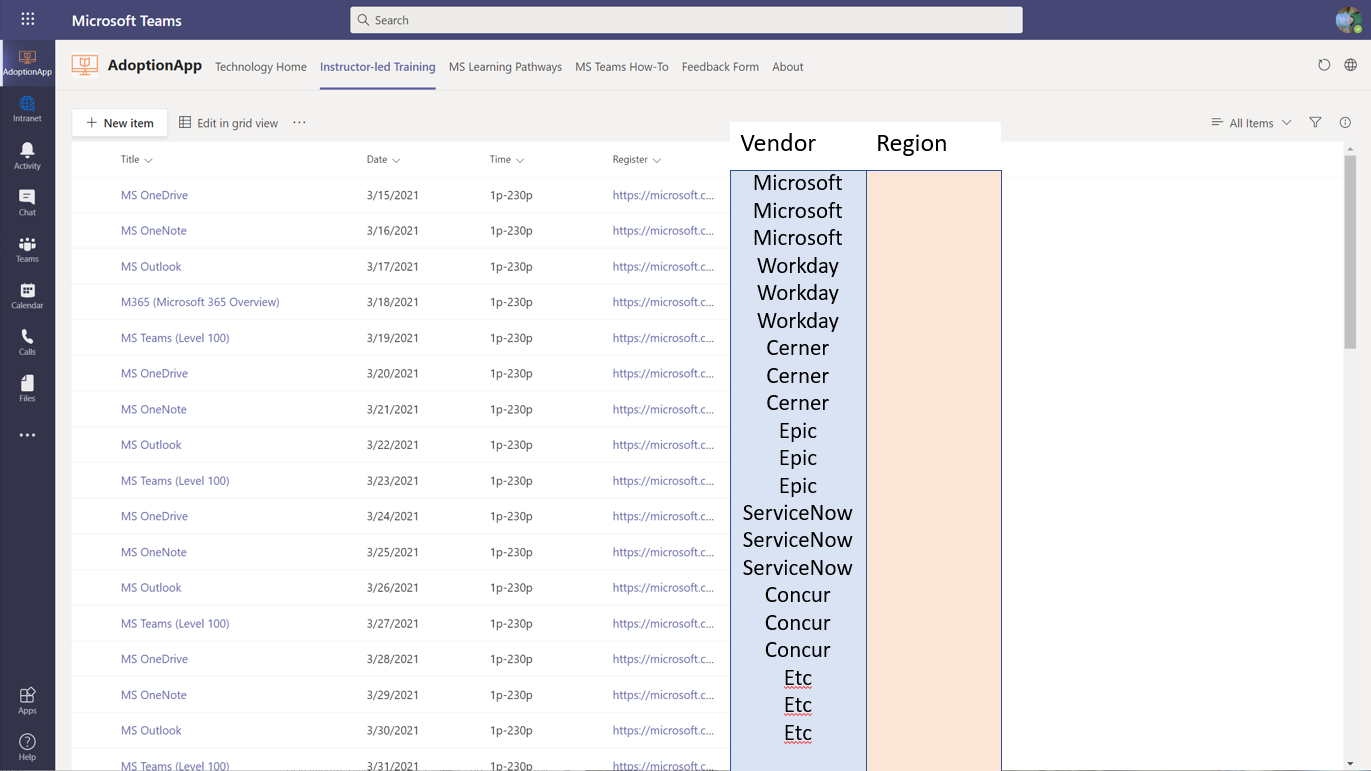 Microsoft Teams
Search
AdoptionApp
Intranet
Activity
Chat
Teams
Calendar
Calls
Files
Apps
Help
AdoptionApp Technology Home Instructor-led Training MS Learning Pathways MS Teams How-To Feedback Form About
New item Edit in grid view All Items
Title Date Time Register
MS OneDrive 3/15/2021 1p-230p https://microsoft.c...
MS OneNote 3/16/2021 1p-230p https://microsoft.c...
MS Outlook 3/17/2021 1p-230p https://microsoft.c...
M365 (Microsoft 365 Overview) 3/18/2021 1p-230p https://microsoft.c...
MS Teams (Level 100) 3/19/2021 1p-230p https://microsoft.c...
MS OneDrive 3/20/2021 1p-230p https://microsoft.c...
MS OneNote 3/21/2021 1p-230p https://microsoft.c...
MS Outlook 3/22/2021 1p-230p https://microsoft.c...
MS Teams (Level 100) 3/23/2021 1p-230p https://microsoft.c...
MS OneDrive 3/24/2021 1p-230p https://microsoft.c...
MS OneNote 3/25/2021 1p-230p https://microsoft.c...
MS Outlook 3/26/2021 1p-230p https://microsoft.c...
MS Teams (Level 100) 3/27/2021 1p-230p https://microsoft.c...
MS OneDrive 3/28/2021 1p-230p https://microsoft.c...
MS OneNote 3/29/2021 1p-230p https://microsoft.c...
MS Outlook 3/30/2021 1p-230p https://microsoft.c...
MS Teams (Level 100) 3/31/2021 1p-230p https://microsoft.c...
Vendor Region
Microsoft
Microsoft
Microsoft
Workday
Workday
Workday
Cerner
Cerner
Cerner
Epic
Epic
Epic
ServiceNow
ServiceNow
ServiceNow
Concur
Concur
Concur
Etc
Etc
Etc